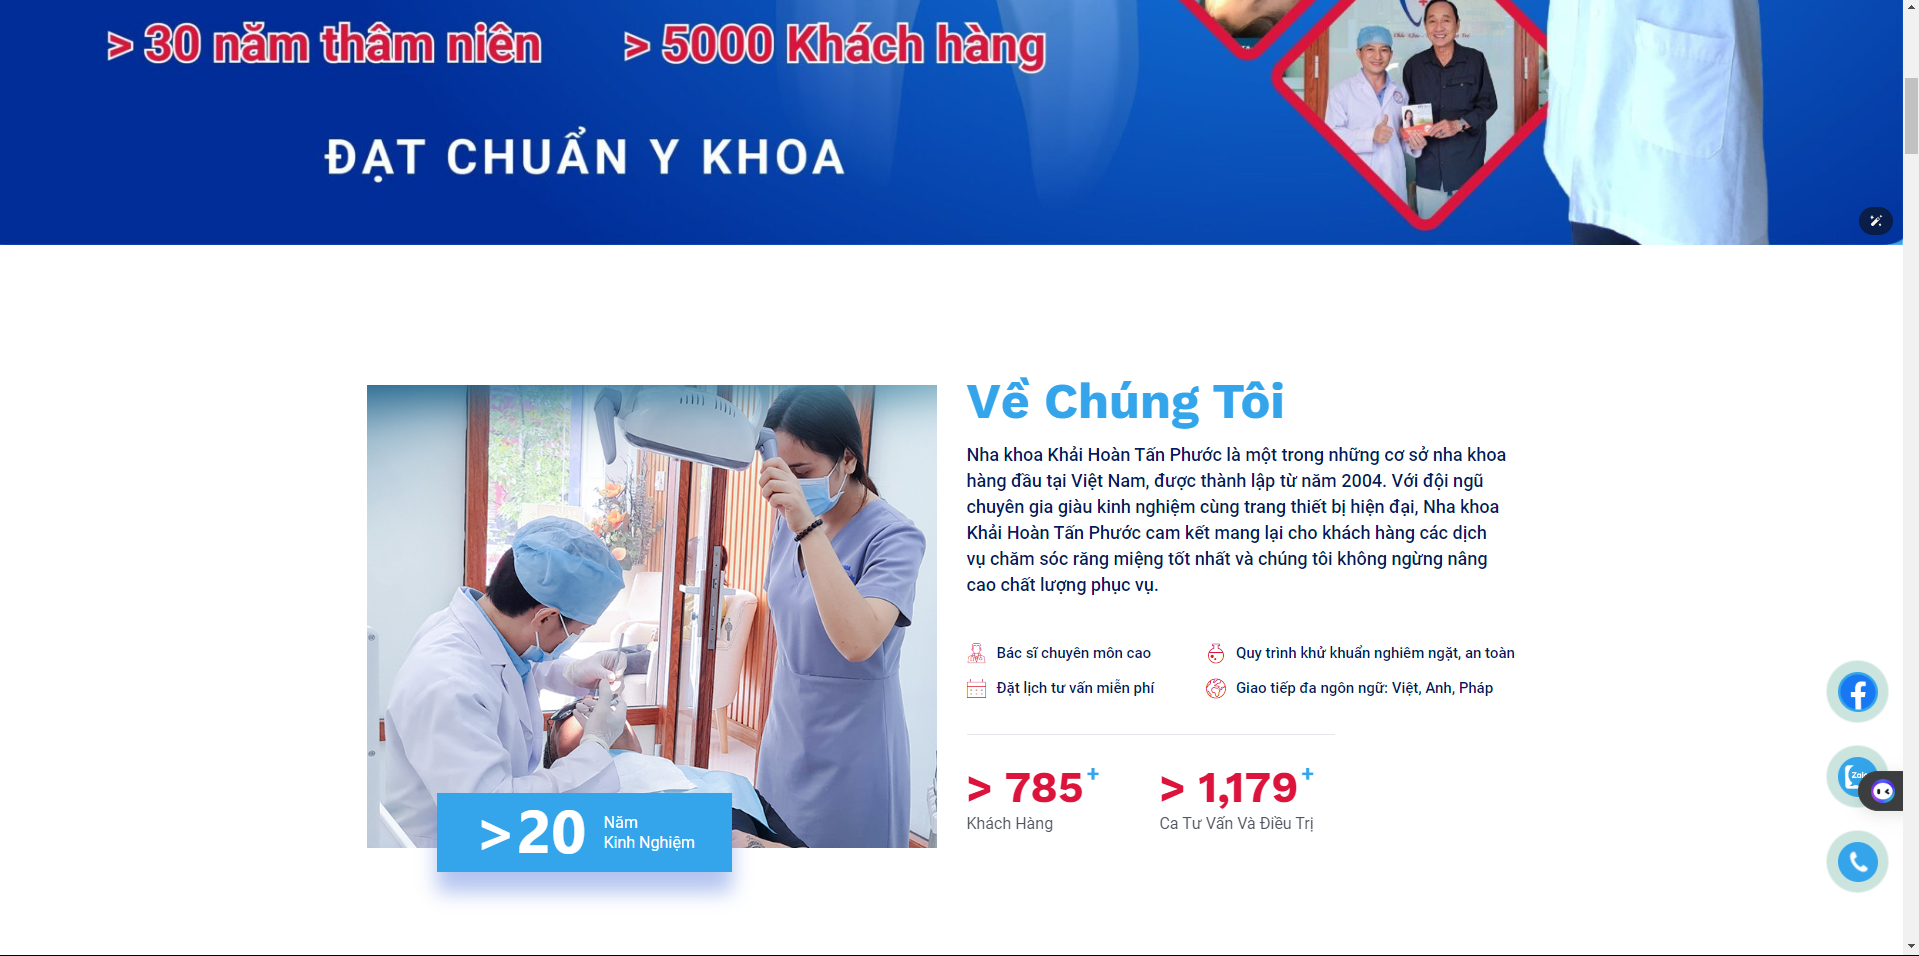 > 30 năm thâm niên
> 5000 Khách hàng
ĐẠT CHUẨN Y KHOA
Về Chúng Tôi
Nha khoa Khải Hoàn Tấn Phước là một trong những cơ sở nha khoa
hàng đầu tại Việt Nam, được thành lập từ năm 2004. Với đội ngũ
chuyên gia giàu kinh nghiệm cùng trang thiết bị hiện đại, Nha khoa
Khải Hoàn Tấn Phước cam kết mang lại cho khách hàng các dịch
vụ chăm sóc răng miệng tốt nhất và chúng tôi không ngừng nâng
cao chất lượng phục vụ.
Bác sĩ chuyên môn cao
Quy trình khử khuẩn nghiêm ngặt, an toàn
Đặt lịch tư vấn miễn phí
Giao tiếp đa ngôn ngữ: Việt, Anh, Pháp
> 785+
Khách Hàng
> 1,179+
Ca Tư Vấn Và Điều Trị
>20
Năm
Kinh Nghiệm